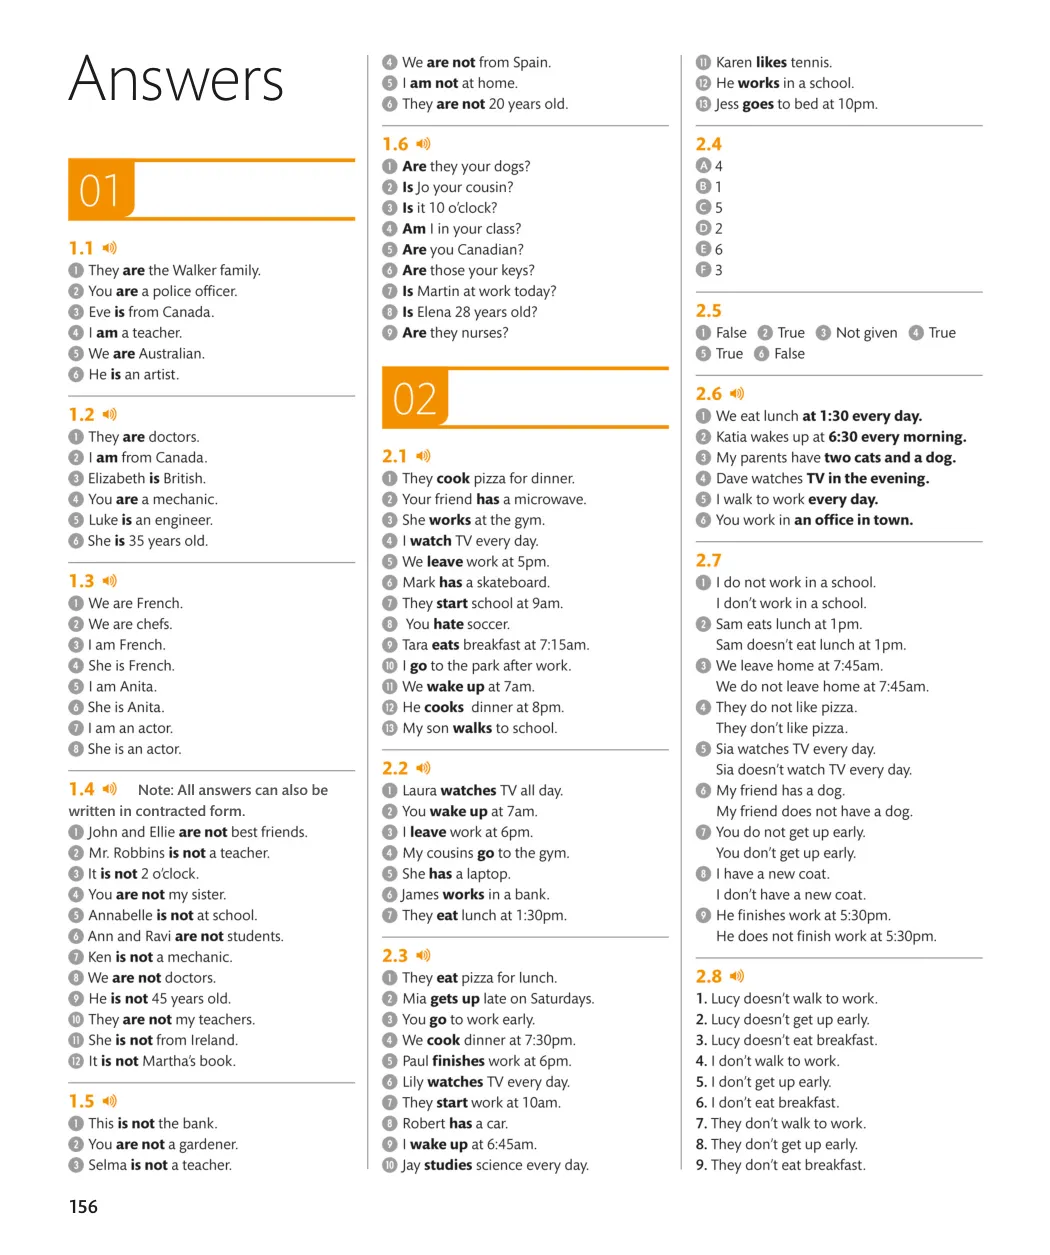 Answers
01
1.1
1 They are the Walker family.
2 You are a police officer.
3 Eve is from Canada.
4 I am a teacher.
5 We are Australian.
6 He is an artist.
1.2
1 They are doctors.
2 I am from Canada.
3 Elizabeth is British.
4 You are a mechanic.
5 Luke is an engineer.
6 She is 35 years old.
1.3
1 We are French.
2 We are chefs.
3 I am French.
4 She is French.
5 I am Anita.
6 She is Anita.
7 I am an actor.
8 She is an actor.
1.4 Note: All answers can also be
written in contracted form.
1 John and Ellie are not best friends.
2 Mr. Robbins is not a teacher.
3 It is not 2 o'clock.
4 You are not my sister.
5 Annabelle is not at school.
6 Ann and Ravi are not students.
7 Ken is not a mechanic.
8 We are not doctors.
9 He is not 45 years old.
10 They are not my teachers.
11 She is not from Ireland.
12 It is not Martha's book.
1.5
1 This is not the bank.
2 You are not a gardener.
3 Selma is not a teacher.
4 We are not from Spain.
5 I am not at home.
6 They are not 20 years old.
1.6
1 Are they your dogs?
2 Is Jo your cousin?
3 Is it 10 o'clock?
4 Am I in your class?
5 Are you Canadian?
6 Are those your keys?
7 Is Martin at work today?
8 Is Elena 28 years old?
9 Are they nurses?
02
2.1
1 They cook pizza for dinner.
2 Your friend has a microwave.
3 She works at the gym.
4 I watch TV every day.
5 We leave work at 5pm.
6 Mark has a skateboard.
7 They start school at 9am.
8 You hate soccer.
9 Tara eats breakfast at 7:15am.
10 I go to the park after work.
11 We wake up at 7am.
12 He cooks dinner at 8pm.
13 My son walks to school.
2.2
1 Laura watches TV all day.
2 You wake up at 7am.
3 I leave work at 6pm.
4 My cousins go to the gym.
5 She has a laptop.
6 James works in a bank.
7 They eat lunch at 1:30pm.
2.3
1 They eat pizza for lunch.
2 Mia gets up late on Saturdays.
3 You go to work early.
4 We cook dinner at 7:30pm.
5 Paul finishes work at 6pm.
6 Lily watches TV every day.
7 They start work at 10am.
8 Robert has a car.
9 I wake up at 6:45am.
10 Jay studies science every day.
11 Karen likes tennis.
12 He works in a school.
13 Jess goes to bed at 10pm.
2.4
A 4
B 1
C 5
D 2
E 6
F 3
2.5
1 False 2 True 3 Not given 4 True
5 True 6 False
2.6
1 We eat lunch at 1:30 every day.
2 Katia wakes up at 6:30 every morning.
3 My parents have two cats and a dog.
4 Dave watches TV in the evening.
5 I walk to work every day.
6 You work in an office in town.
2.7
1 I do not work in a school.
I don't work in a school.
2 Sam eats lunch at 1pm.
Sam doesn't eat lunch at 1pm.
3 We leave home at 7:45am.
We do not leave home at 7:45am.
4 They do not like pizza.
They don't like pizza.
5 Sia watches TV every day.
Sia doesn't watch TV every day.
6 My friend has a dog.
My friend does not have a dog.
7 You do not get up early.
You don't get up early.
8 I have a new coat.
I don't have a new coat.
9 He finishes work at 5:30pm.
He does not finish work at 5:30pm.
2.8
1. Lucy doesn't walk to work.
2. Lucy doesn't get up early.
3. Lucy doesn't eat breakfast.
4. I don't walk to work.
5. I don't get up early.
6. I don't eat breakfast.
7. They don't walk to work.
8. They don't get up early.
9. They don't eat breakfast.
156